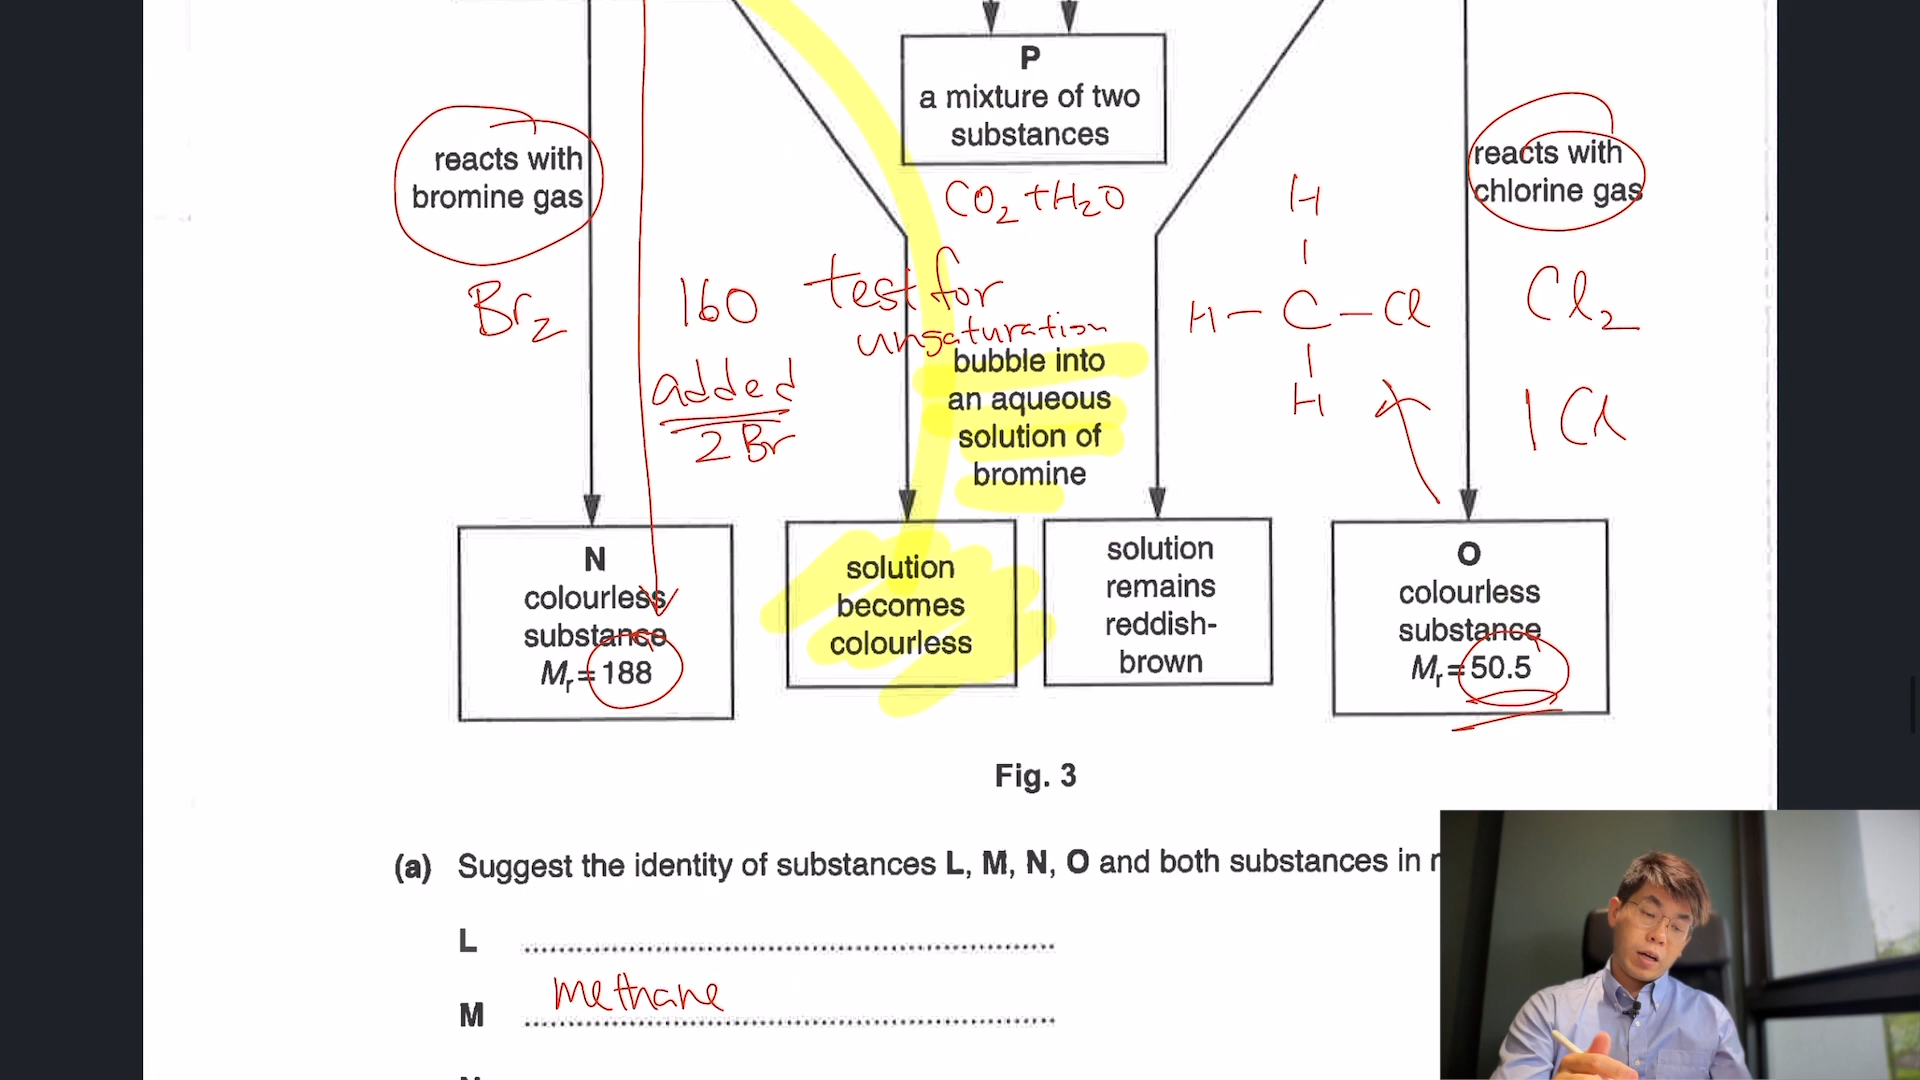 P
a mixture of two
substances
CO₂ + H₂O
reacts with
bromine gas
Br₂
160
added
2 Br
test for
unsaturation
bubble into
an aqueous
solution of
bromine
H
H – C – Cl
H
reacts with
chlorine gas
Cl₂
1 Cl
N
colourless
substance
Mr = 188
solution
becomes
colourless
solution
remains
reddish-
brown
O
colourless
substance
Mr = 50.5
Fig. 3
(a) Suggest the identity of substances L, M, N, O and both substances in
L
M methane